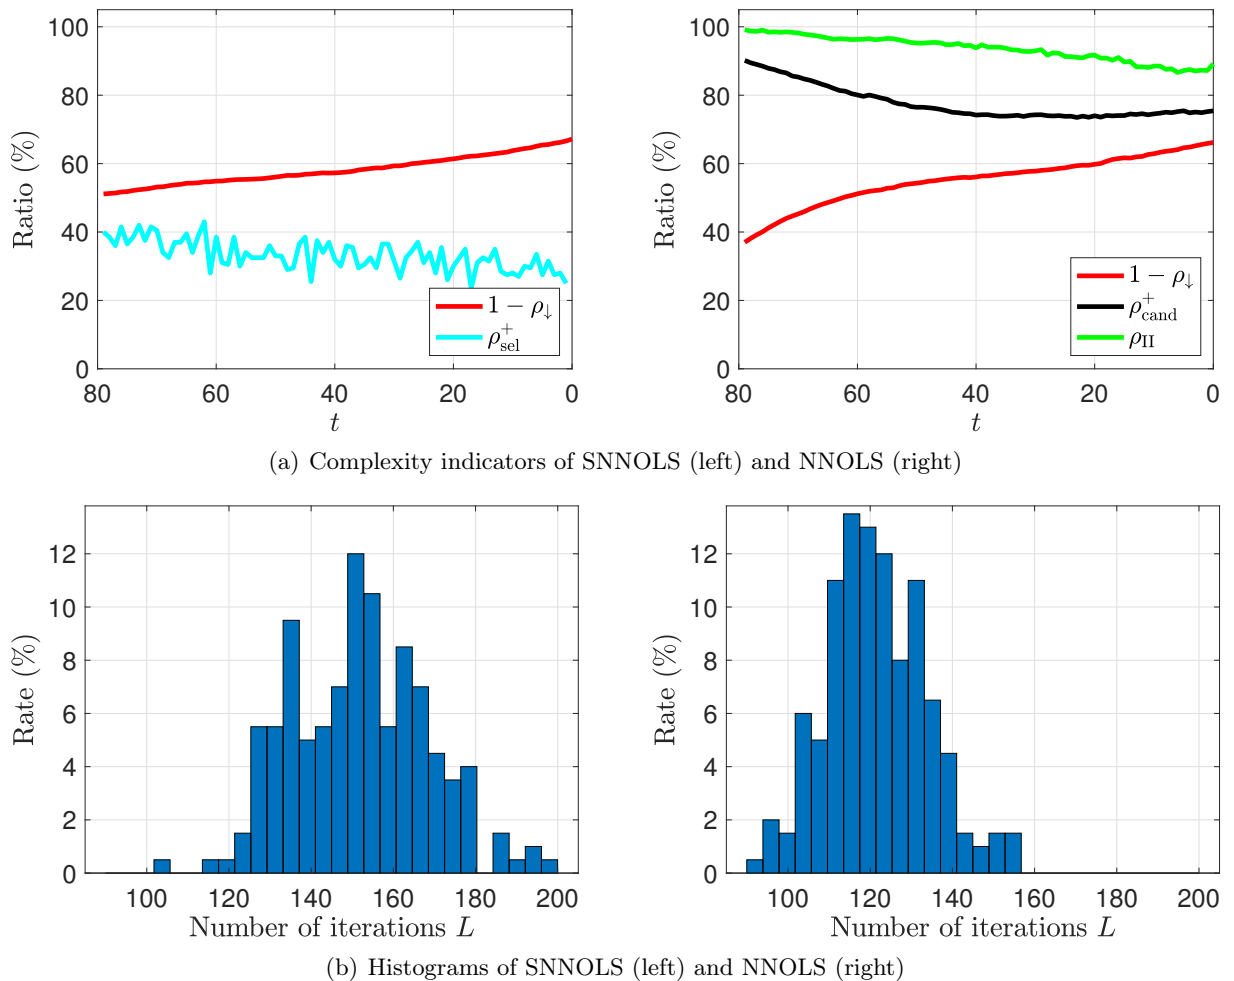 100
80
60
40
20
0
80 60 40 20 0
Ratio (%)
t
1 − ρ↓
ρ⁺sel
100
80
60
40
20
0
80 60 40 20 0
Ratio (%)
t
1 − ρ↓
ρ⁺cand
ρII
(a) Complexity indicators of SNNOLS (left) and NNOLS (right)
12
10
8
6
4
2
0
100 120 140 160 180 200
Rate (%)
Number of iterations L
12
10
8
6
4
2
0
100 120 140 160 180 200
Rate (%)
Number of iterations L
(b) Histograms of SNNOLS (left) and NNOLS (right)